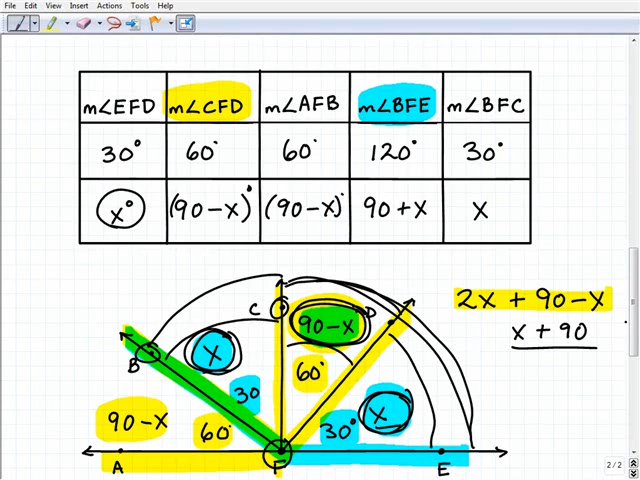 File Edit View Insert Actions Tools Help
m∠EFD m∠CFD m∠AFB m∠BFE m∠BFC
30° 60° 60° 120° 30°
x° (90-x)° (90-x)° 90+x x
C 90-x D
2x + 90-x
x + 90
B x 60°
30 x
90-x 60° 30°
A F E
2/2